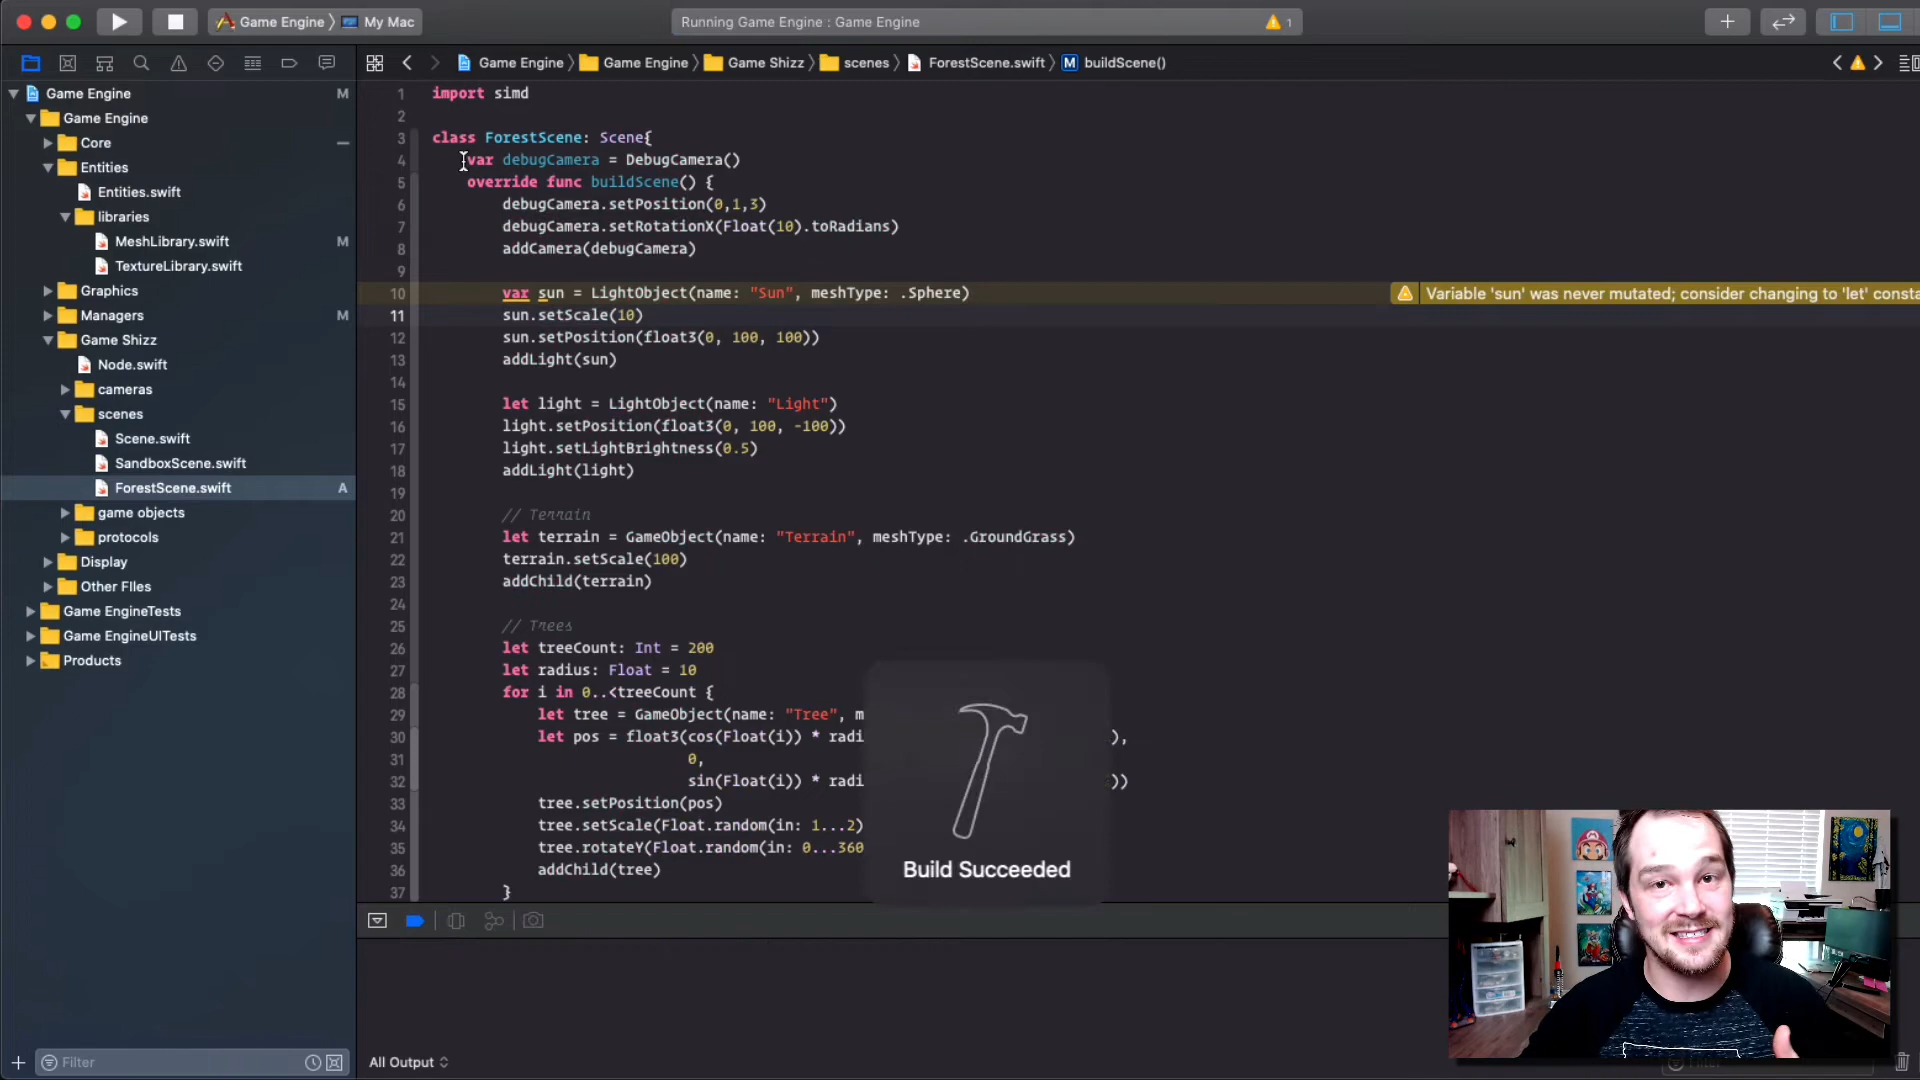 Game Engine ⟩ My Mac
Running Game Engine : Game Engine
1
Game Engine ⟩ Game Engine ⟩ Game Shizz ⟩ scenes ⟩ ForestScene.swift ⟩ M buildScene()
Game Engine M
Game Engine
Core
Entities
Entities.swift
libraries
MeshLibrary.swift M
TextureLibrary.swift
Graphics
Managers M
Game Shizz
Node.swift
cameras
scenes
Scene.swift
SandboxScene.swift
ForestScene.swift A
game objects
protocols
Display
Other FIles
Game EngineTests
Game EngineUITests
Products
Filter
1 import simd
2
3 class ForestScene: Scene{
4 var debugCamera = DebugCamera()
5 override func buildScene() {
6 debugCamera.setPosition(0,1,3)
7 debugCamera.setRotationX(Float(10).toRadians)
8 addCamera(debugCamera)
9
10 var sun = LightObject(name: "Sun", meshType: .Sphere)
Variable 'sun' was never mutated; consider changing to 'let' consta
11 sun.setScale(10)
12 sun.setPosition(float3(0, 100, 100))
13 addLight(sun)
14
15 let light = LightObject(name: "Light")
16 light.setPosition(float3(0, 100, -100))
17 light.setLightBrightness(0.5)
18 addLight(light)
19
20 // Terrain
21 let terrain = GameObject(name: "Terrain", meshType: .GroundGrass)
22 terrain.setScale(100)
23 addChild(terrain)
24
25 // Trees
26 let treeCount: Int = 200
27 let radius: Float = 10
28 for i in 0..<treeCount {
29 let tree = GameObject(name: "Tree", m
30 let pos = float3(cos(Float(i)) * radi ),
31 0,
32 sin(Float(i)) * radi ))
33 tree.setPosition(pos)
34 tree.setScale(Float.random(in: 1...2)
35 tree.rotateY(Float.random(in: 0...360
36 addChild(tree)
37 }
Build Succeeded
All Output
Filter